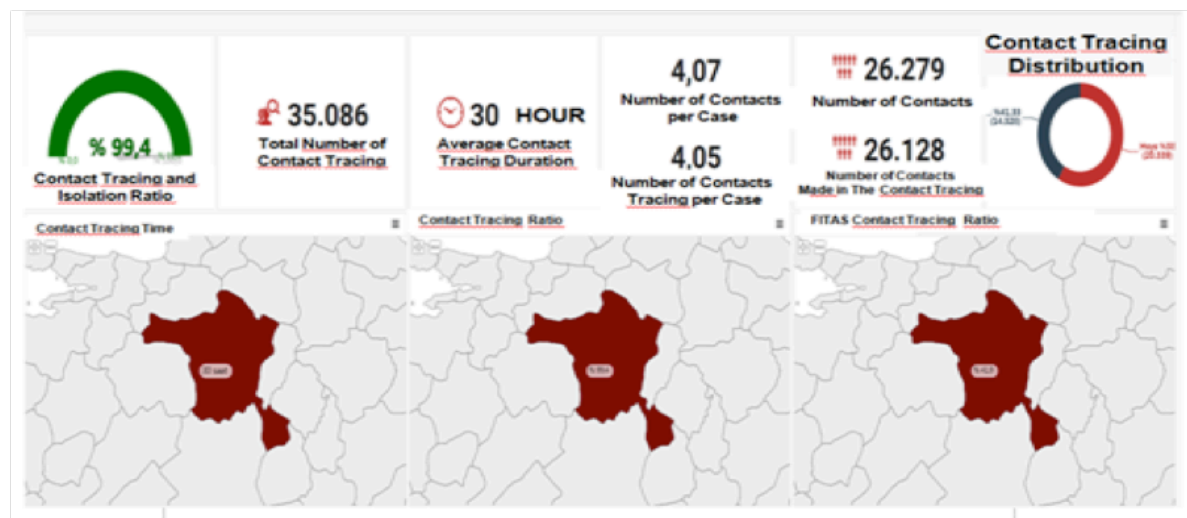 % 99,4
Contact Tracing and
Isolation Ratio
35.086
Total Number of
Contact Tracing
30 HOUR
Average Contact
Tracing Duration
4,07
Number of Contacts
per Case
4,05
Number of Contacts
Tracing per Case
26.279
Number of Contacts
26.128
Number of Contacts
Made in The Contact Tracing
Contact Tracing
Distribution
Contact Tracing Time
Contact Tracing Ratio
FITAS Contact Tracing Ratio